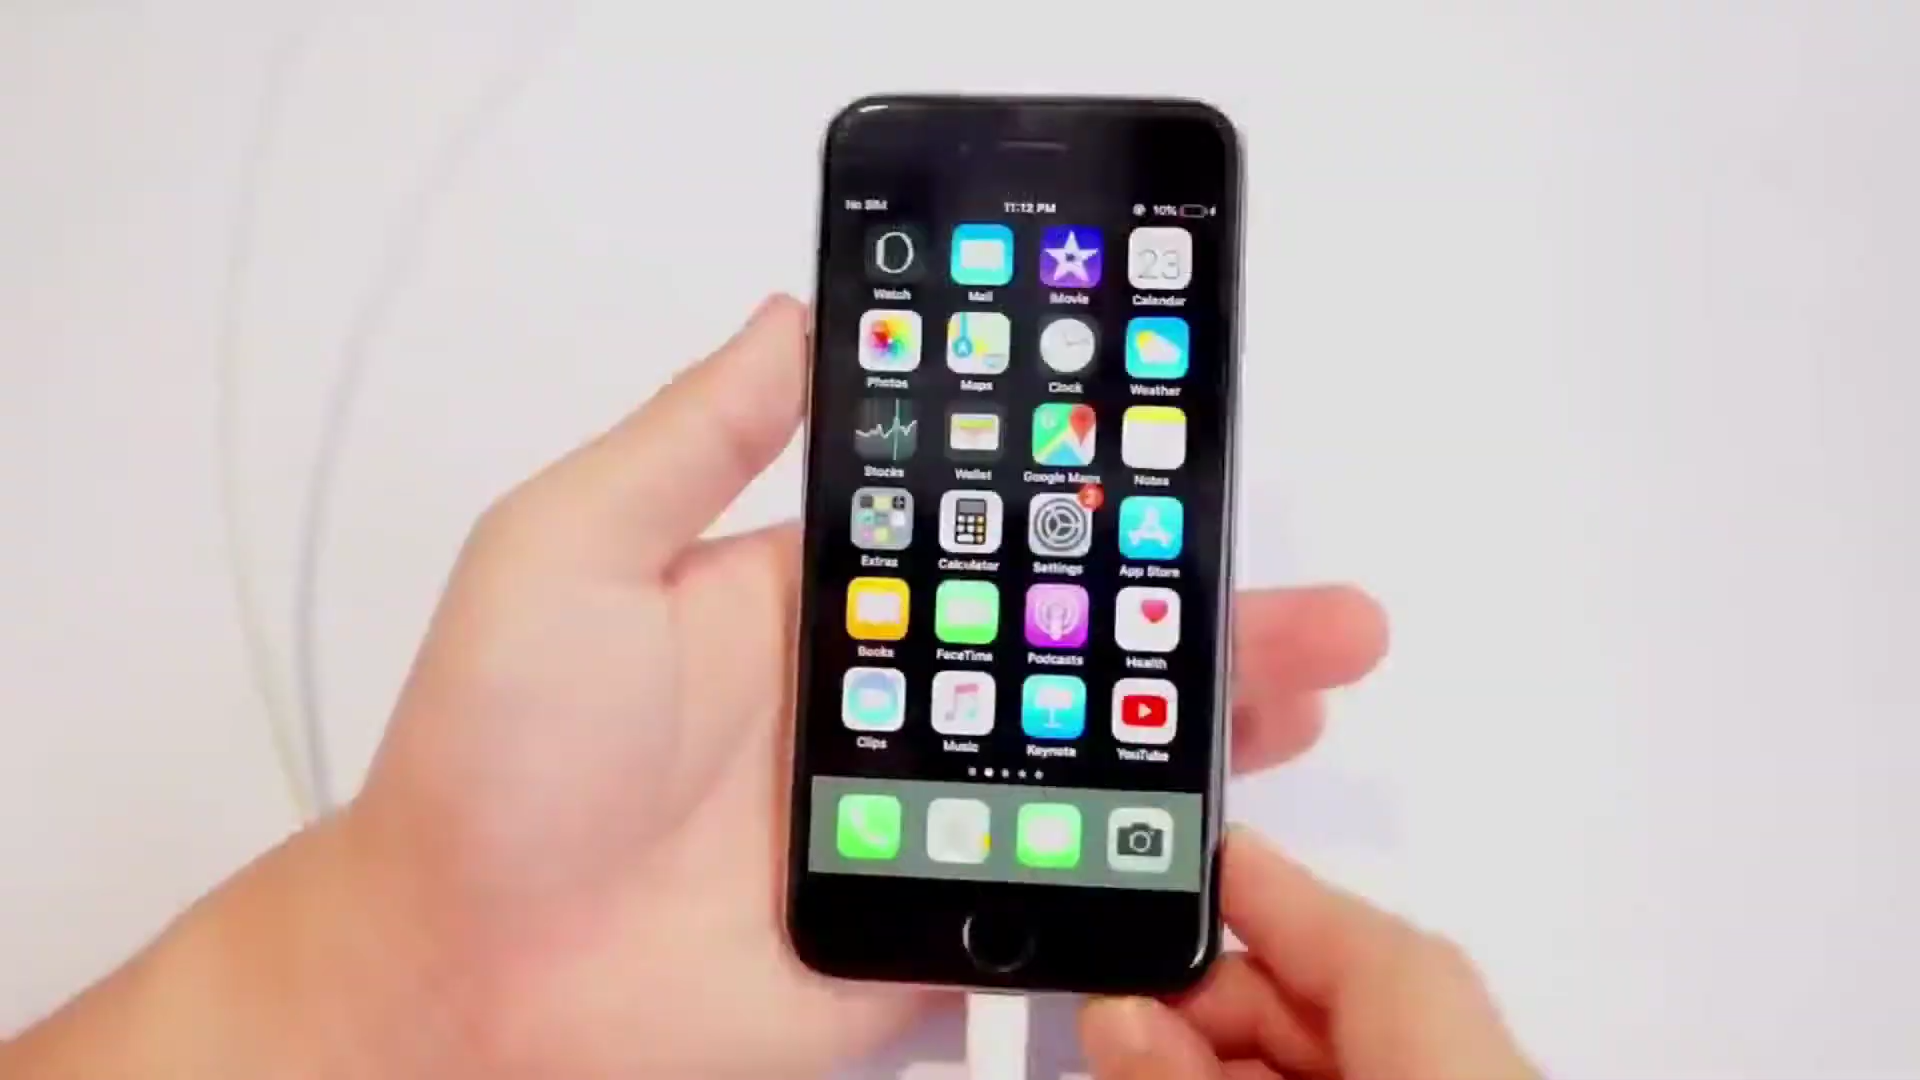 No SIM 11:12 PM 10%
Watch Mail iMovie Calendar
23
Photos Maps Clock Weather
Stocks Wallet Google Maps Notes
2
Extras Calculator Settings App Store
Books FaceTime Podcasts Health
Clips Music Keynote YouTube